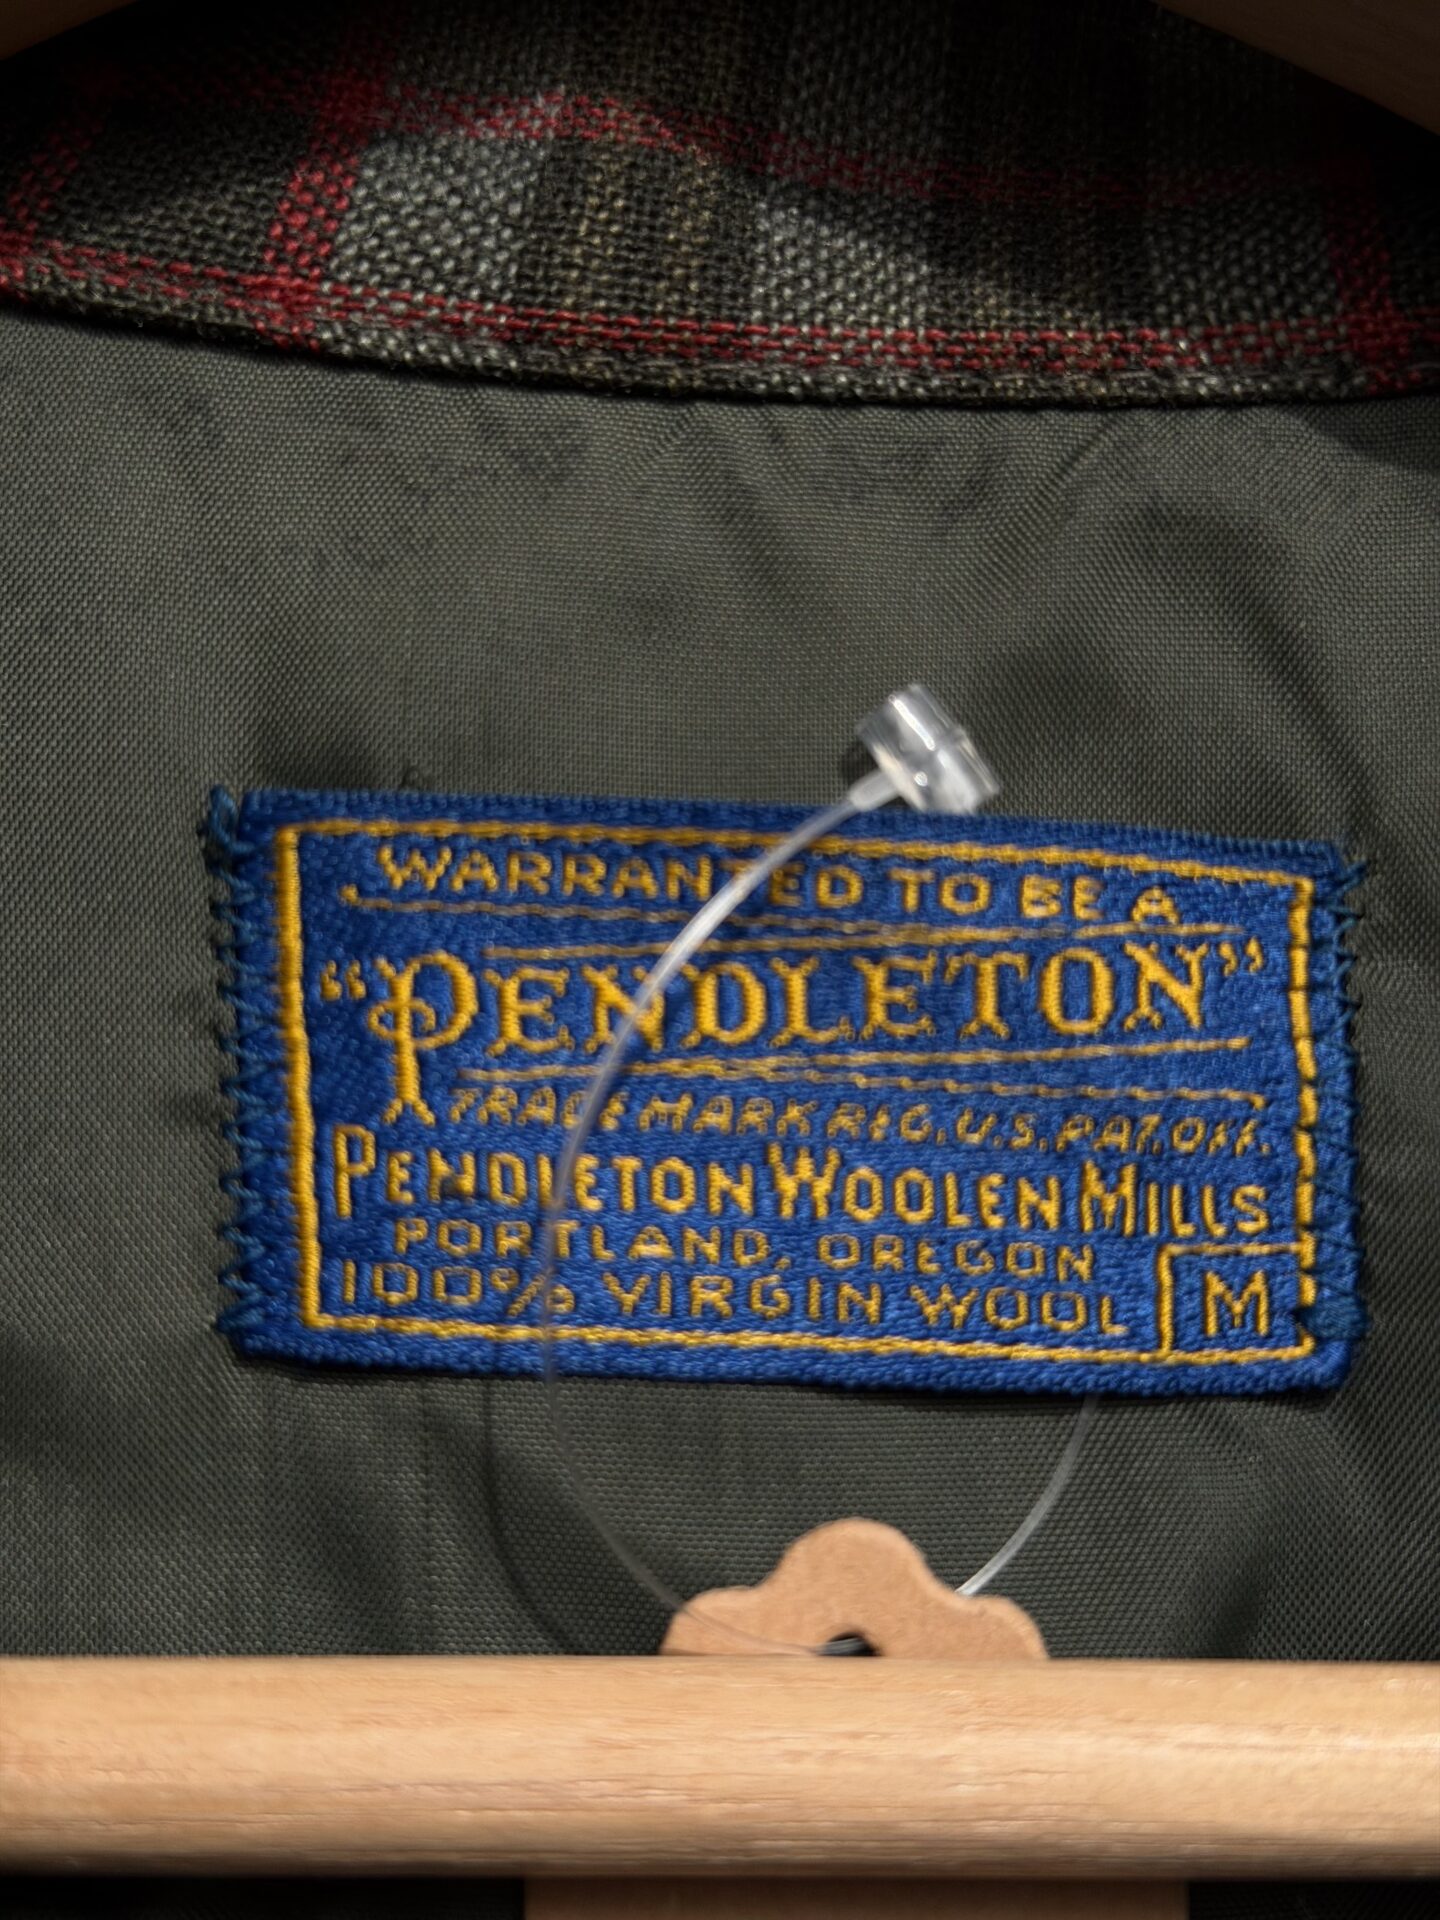 WARRANTED TO BE A
"PENDLETON"
TRADE MARK REG. U.S. PAT. OFF.
PENDLETON WOOLEN MILLS
PORTLAND, OREGON
100% VIRGIN WOOL M